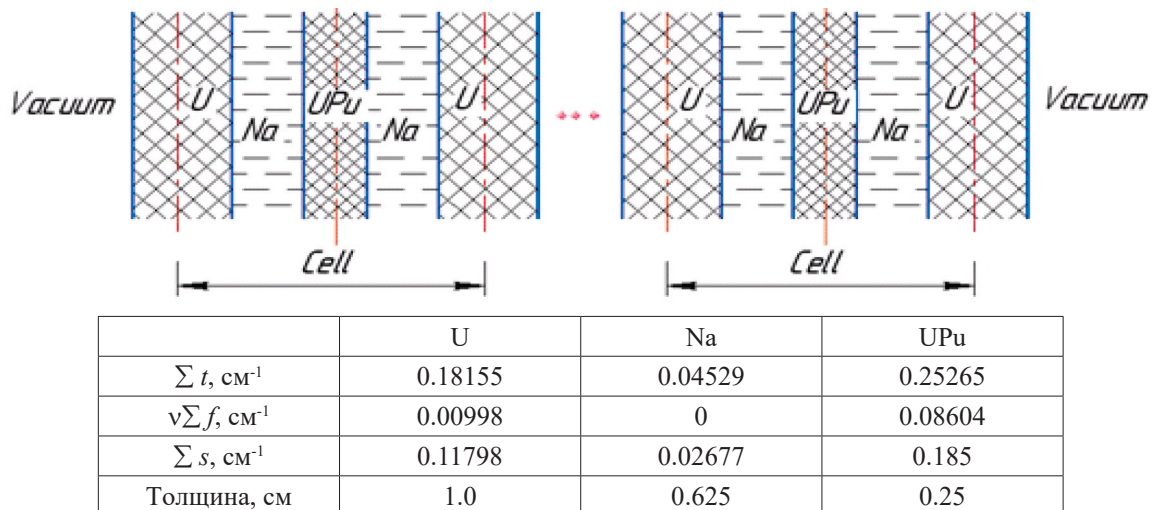 Vacuum U Na UPu Na U ... U Na UPu Na U Vacuum
Cell Cell
U Na UPu
∑ t, см⁻¹ 0.18155 0.04529 0.25265
ν∑ f, см⁻¹ 0.00998 0 0.08604
∑ s, см⁻¹ 0.11798 0.02677 0.185
Толщина, см 1.0 0.625 0.25